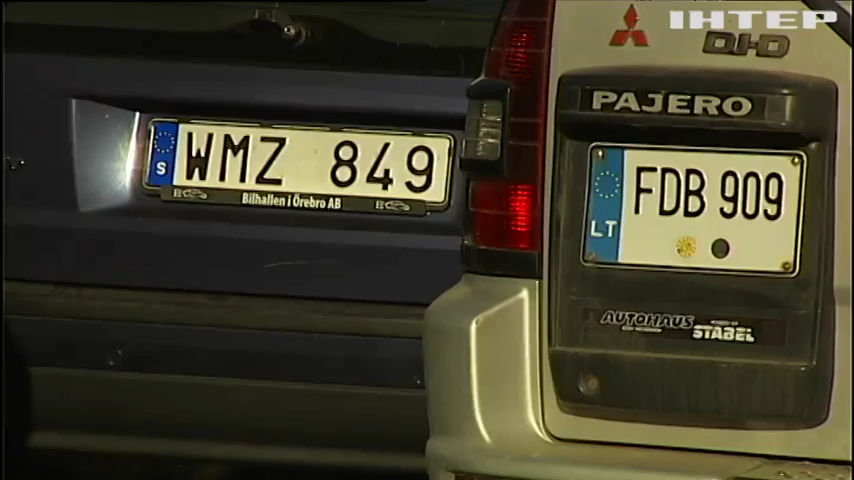 ІНТЕР
DI-D
PAJERO
S
WMZ 849
Bilhallen i Örebro AB
LT
FDB 909
AUTOHAUS
STABEL